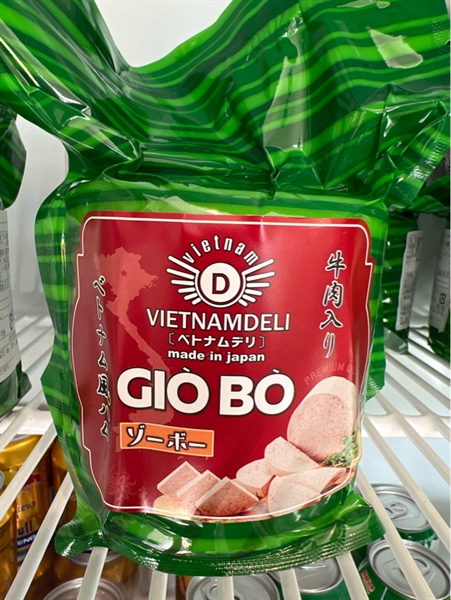 vietnam
D
VIETNAMDELI
[ベトナムデリ]
made in japan
GIÒ BÒ
ゾーボー
牛肉入り
ベトナム風ハム